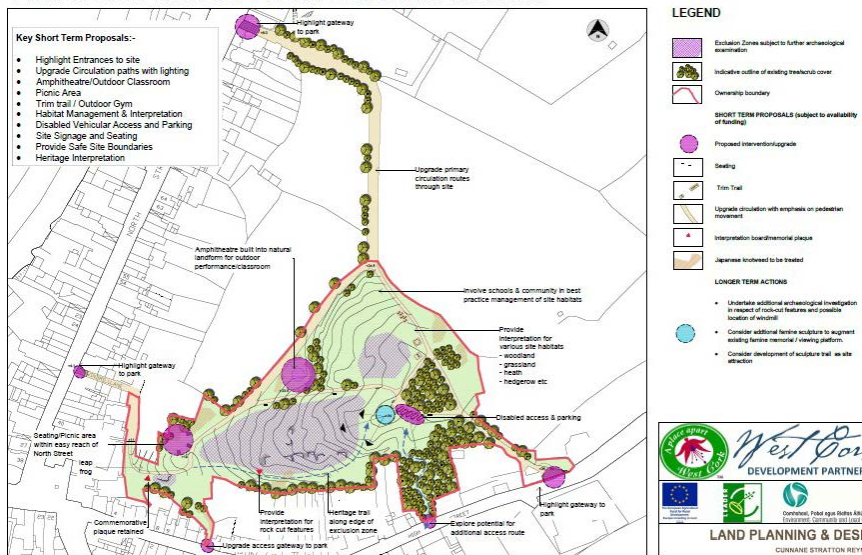 Key Short Term Proposals:-
Highlight Entrances to site
Upgrade Circulation paths with lighting
Amphitheatre/Outdoor Classroom
Picnic Area
Trim trail / Outdoor Gym
Habitat Management & Interpretation
Disabled Vehicular Access and Parking
Site Signage and Seating
Provide Safe Site Boundaries
Heritage Interpretation
Highlight gateway
to park
Upgrade primary
circulation routes
through site
NORTH
Amphitheatre built into natural
landform for outdoor
performance/classroom
Involve schools & community in best
practice management of site habitats
Provide
interpretation for
various site habitats
- woodland
- grassland
- heath
- hedgerow etc
Highlight gateway
to park
Disabled access & parking
Seating/Picnic area
within easy reach of
North Street
leap
frog
Commemorative
plaque retained
Provide
interpretation for
rock cut features
Heritage trail
along edge of
exclusion zone
Explore potential for
additional access route
Highlight gateway to
park
Upgrade access gateway to park
STREET
LEGEND
Exclusion Zones subject to further archaeological
examination
Indicative outline of existing tree/scrub cover
Ownership boundary
SHORT TERM PROPOSALS (subject to availability
of funding)
Proposed intervention/upgrade
Seating
Trim Trail
Upgrade circulation with emphasis on pedestrian
movement
Interpretation board/memorial plaque
Japanese knotweed to be treated
LONGER TERM ACTIONS
Undertake additional archaeological investigation
in respect of rock-cut features and possible
location of windmill
Consider additional famine sculpture to augment
existing famine memorial / viewing platform.
Consider development of sculpture trail as site
attraction
A place apart
West Cork
West Cor
DEVELOPMENT PARTNER
LEADER
LAND PLANNING & DESI
CUNNANE STRATTON REY